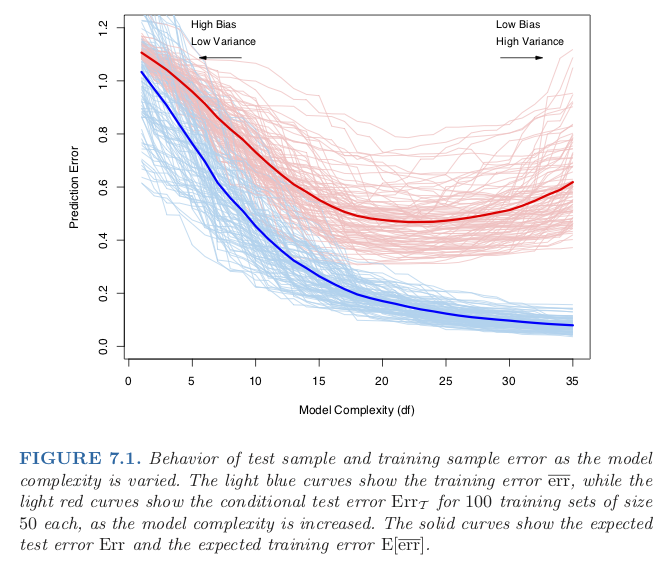 High Bias
Low Variance
Low Bias
High Variance
Prediction Error
0.0 0.2 0.4 0.6 0.8 1.0 1.2
0 5 10 15 20 25 30 35
Model Complexity (df)
FIGURE 7.1. Behavior of test sample and training sample error as the model
complexity is varied. The light blue curves show the training error e͞r͞r, while the
light red curves show the conditional test error Err𝒯 for 100 training sets of size
50 each, as the model complexity is increased. The solid curves show the expected
test error Err and the expected training error E[e͞r͞r].